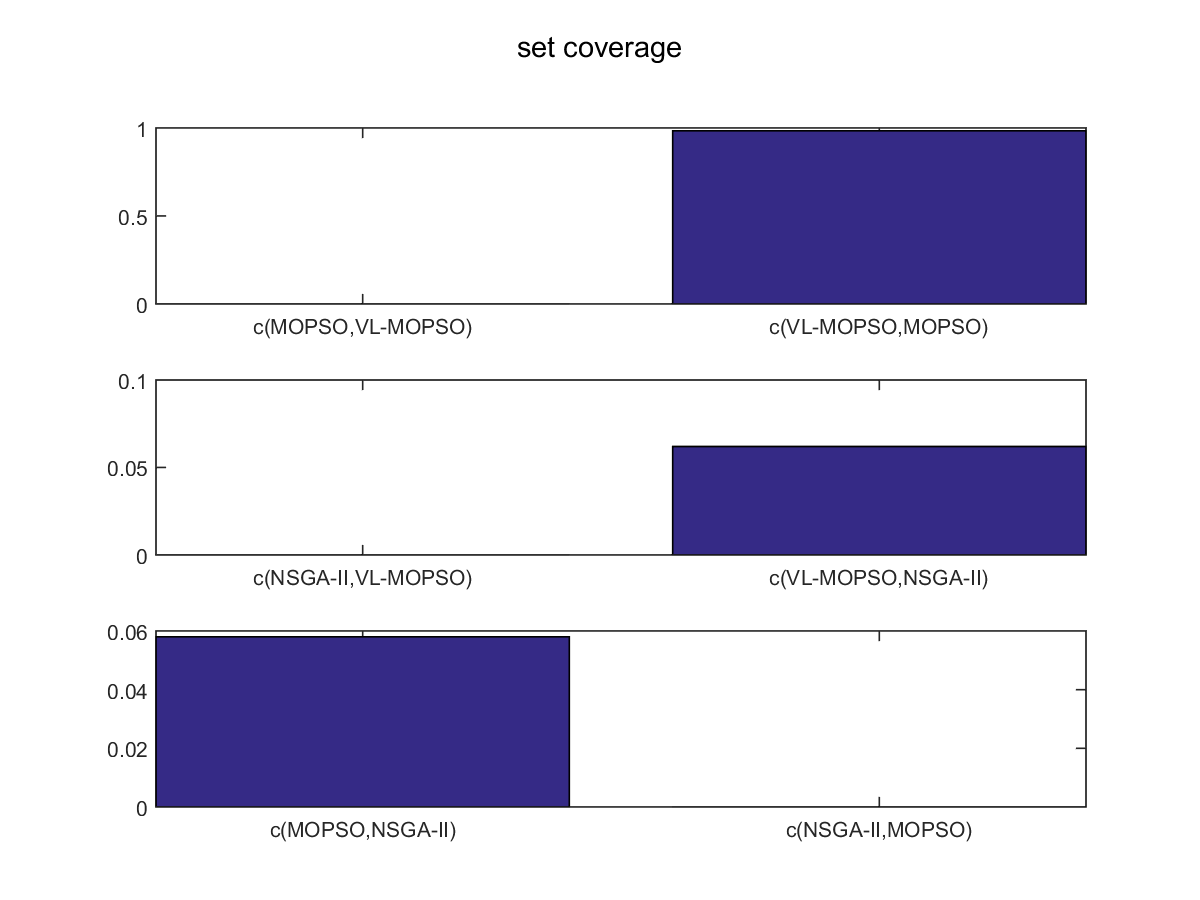 set coverage
1
0.5
0
c(MOPSO,VL-MOPSO) c(VL-MOPSO,MOPSO)
0.1
0.05
0
c(NSGA-II,VL-MOPSO) c(VL-MOPSO,NSGA-II)
0.06
0.04
0.02
0
c(MOPSO,NSGA-II) c(NSGA-II,MOPSO)